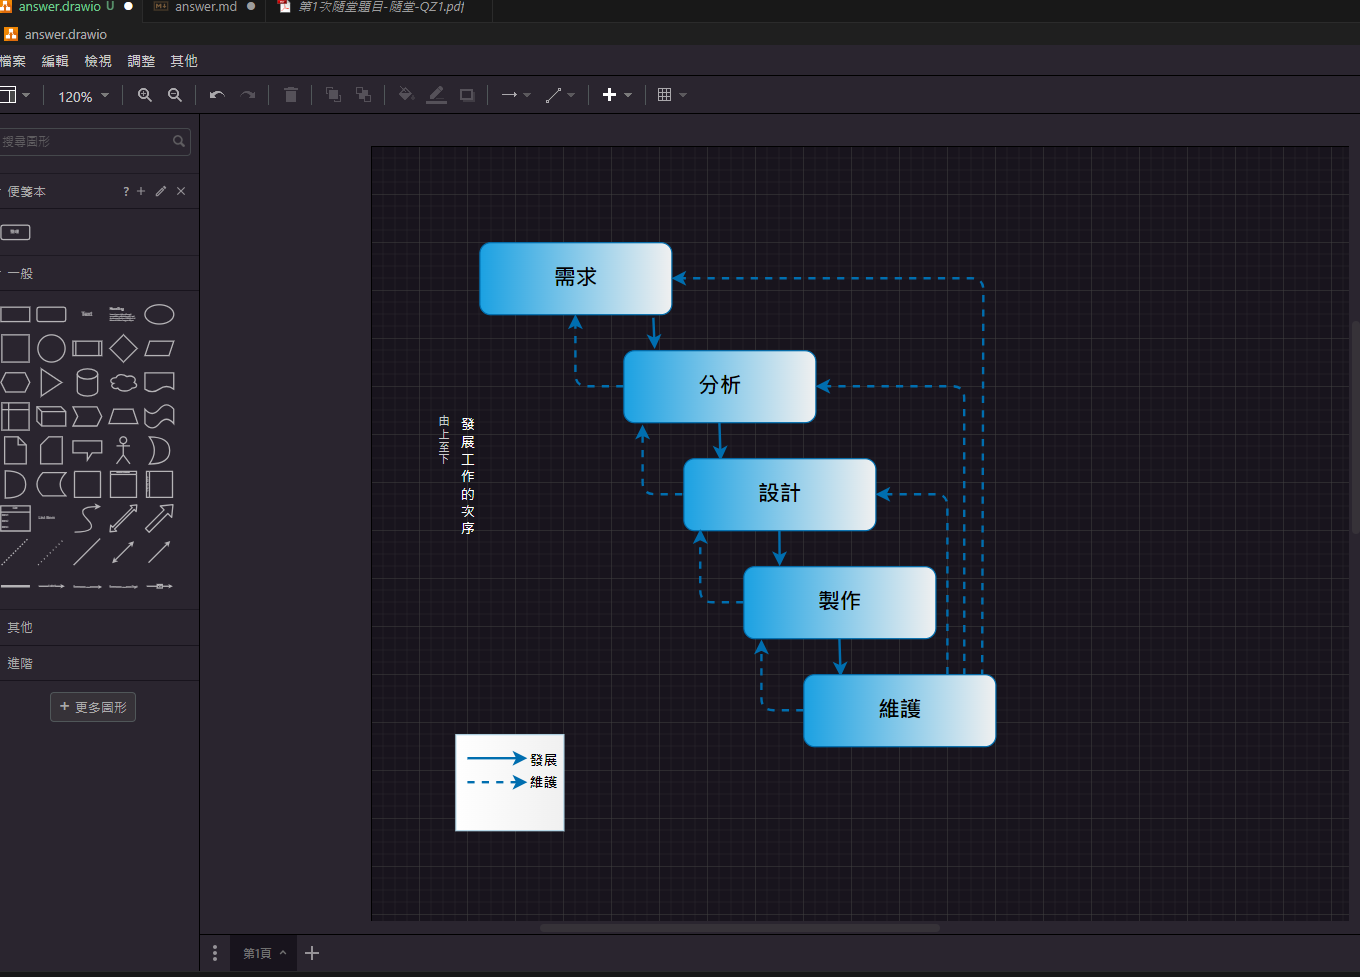 answer.drawio U
answer.md
第1次隨堂題目-隨堂-QZ1.pdf
answer.drawio
檔案 編輯 檢視 調整 其他
120%
搜尋圖形
便箋本
?
一般
Text
Heading
List Item
其他
進階
更多圖形
需求
分析
設計
製作
維護
由上至下
發展工作的次序
發展
維護
第1頁